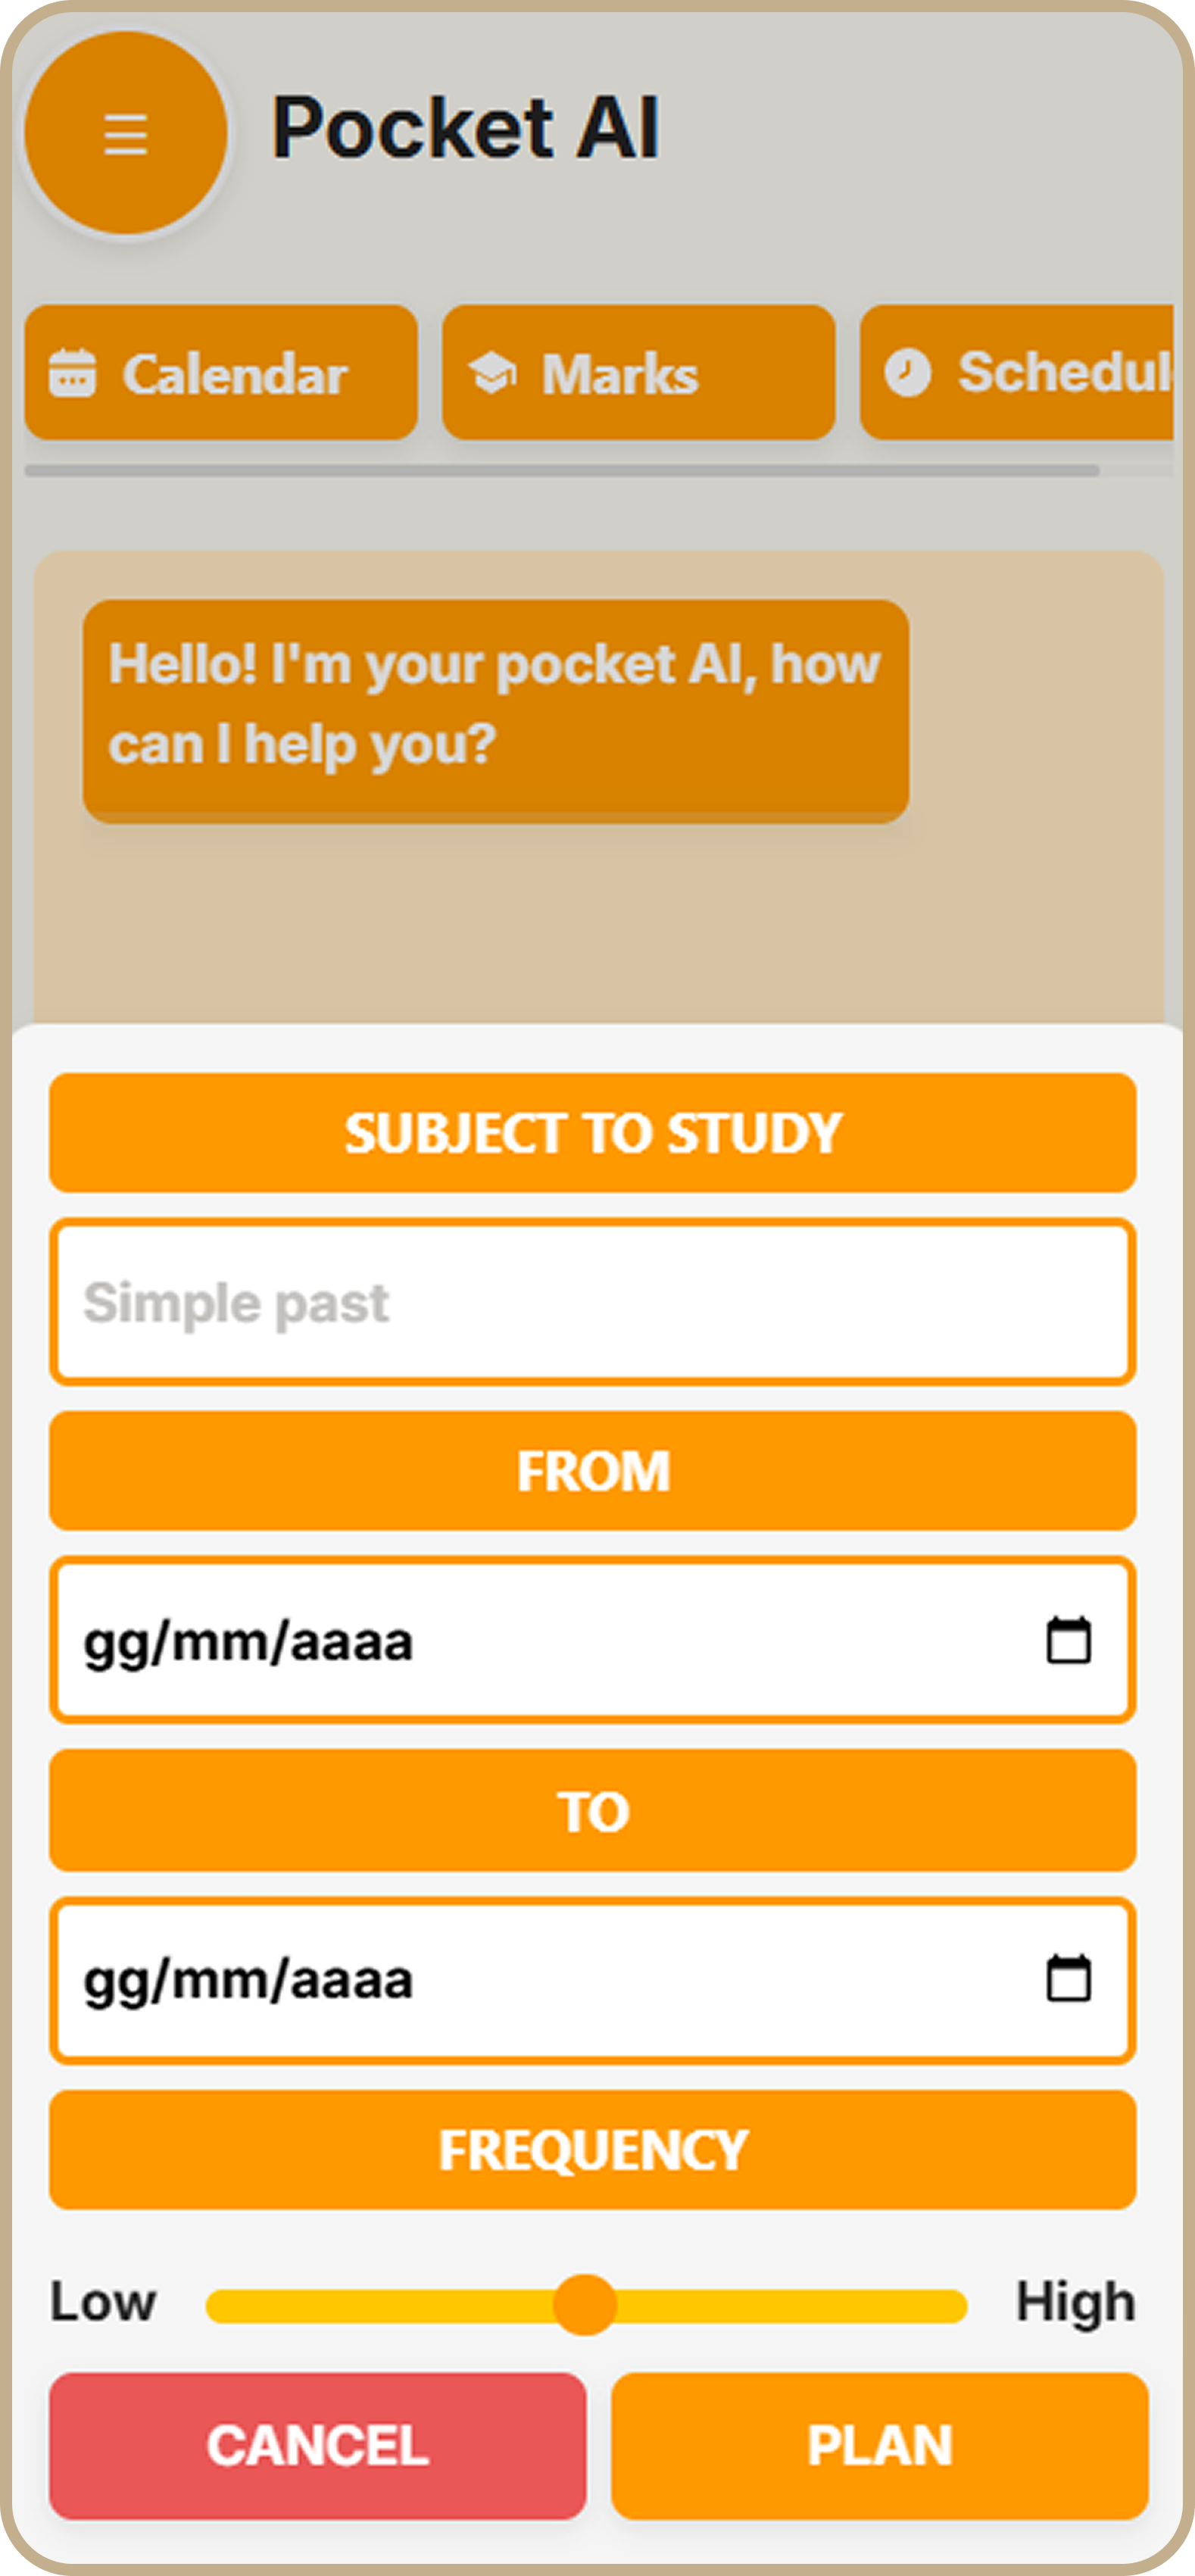 Pocket AI
Calendar
Marks
Schedul
Hello! I'm your pocket AI, how
can I help you?
SUBJECT TO STUDY
Simple past
FROM
gg/mm/aaaa
TO
gg/mm/aaaa
FREQUENCY
Low
High
CANCEL
PLAN